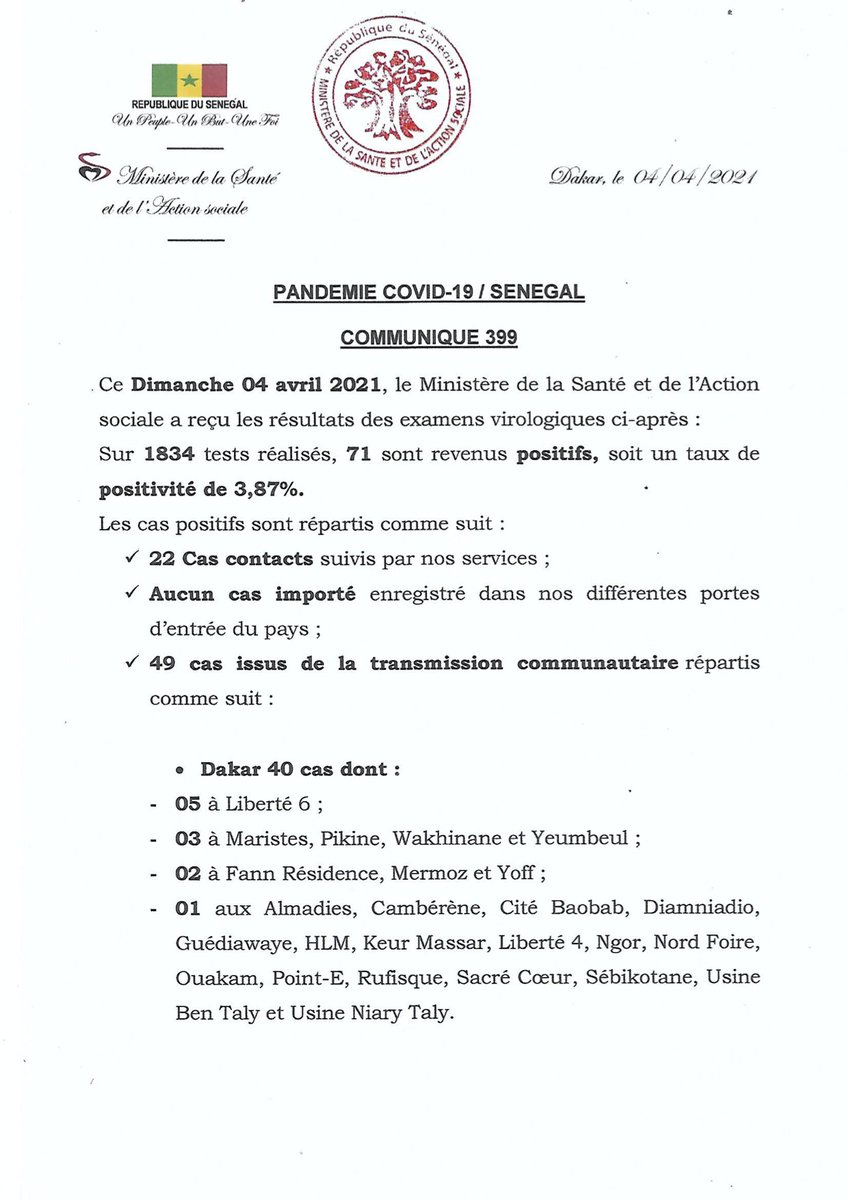 REPUBLIQUE DU SENEGAL
Un Peuple-Un But-Une Foi
Ministère de la Santé
et de l'Action sociale
République du Sénégal
MINISTÈRE DE LA SANTE ET DE L'ACTION SOCIALE
Dakar, le 04/04/2021
PANDEMIE COVID-19 / SENEGAL
COMMUNIQUE 399
Ce Dimanche 04 avril 2021, le Ministère de la Santé et de l'Action
sociale a reçu les résultats des examens virologiques ci-après :
Sur 1834 tests réalisés, 71 sont revenus positifs, soit un taux de
positivité de 3,87%.
Les cas positifs sont répartis comme suit :
✓ 22 Cas contacts suivis par nos services ;
✓ Aucun cas importé enregistré dans nos différentes portes
d'entrée du pays ;
✓ 49 cas issus de la transmission communautaire répartis
comme suit :
• Dakar 40 cas dont :
- 05 à Liberté 6 ;
- 03 à Maristes, Pikine, Wakhinane et Yeumbeul ;
- 02 à Fann Résidence, Mermoz et Yoff ;
- 01 aux Almadies, Cambérène, Cité Baobab, Diamniadio,
Guédiawaye, HLM, Keur Massar, Liberté 4, Ngor, Nord Foire,
Ouakam, Point-E, Rufisque, Sacré Cœur, Sébikotane, Usine
Ben Taly et Usine Niary Taly.